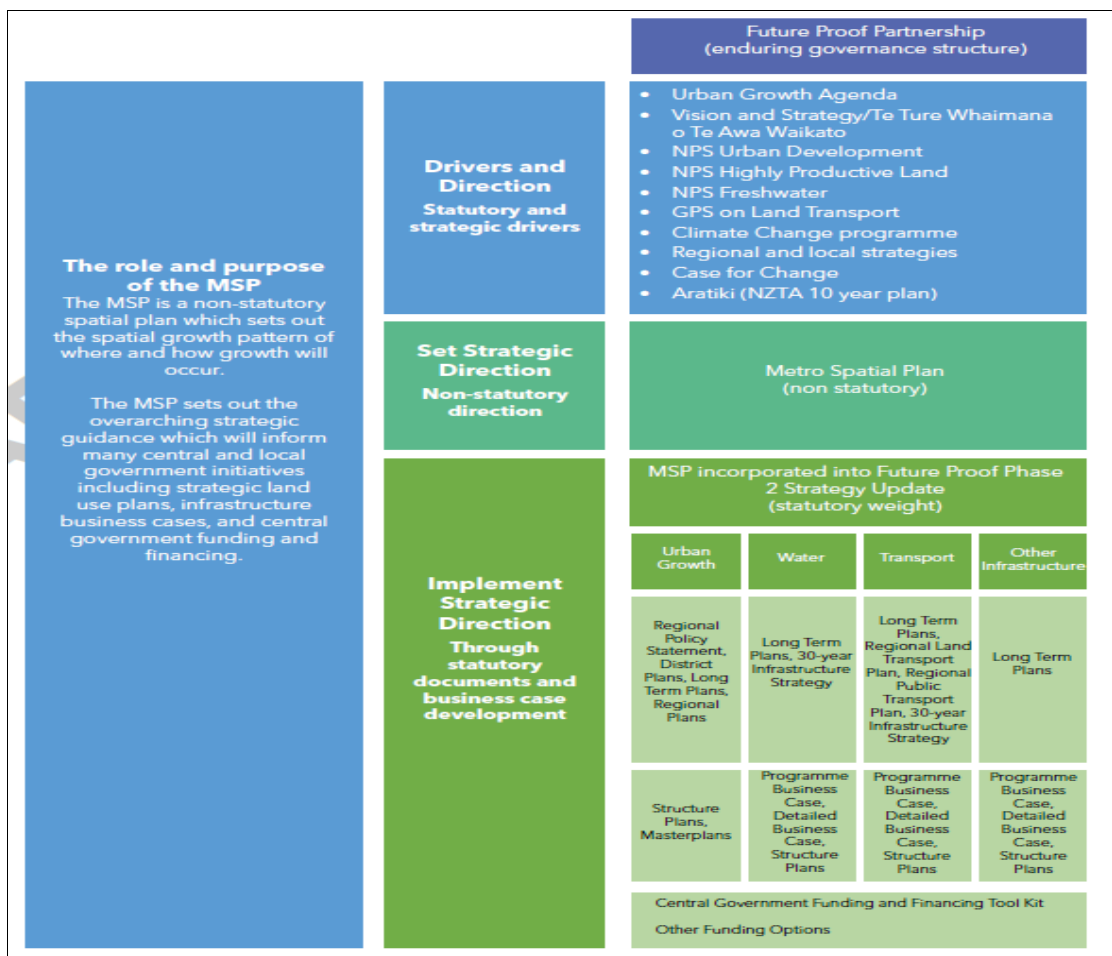 Future Proof Partnership
(enduring governance structure)
The role and purpose
of the MSP
The MSP is a non-statutory
spatial plan which sets out
the spatial growth pattern of
where and how growth will
occur.
The MSP sets out the
overarching strategic
guidance which will inform
many central and local
government initiatives
including strategic land
use plans, infrastructure
business cases, and central
government funding and
financing.
Drivers and
Direction
Statutory and
strategic drivers
• Urban Growth Agenda
• Vision and Strategy/Te Ture Whaimana
o Te Awa Waikato
• NPS Urban Development
• NPS Highly Productive Land
• NPS Freshwater
• GPS on Land Transport
• Climate Change programme
• Regional and local strategies
• Case for Change
• Aratiki (NZTA 10 year plan)
Set Strategic
Direction
Non-statutory
direction
Metro Spatial Plan
(non statutory)
Implement
Strategic
Direction
Through
statutory
documents and
business case
development
MSP incorporated into Future Proof Phase
2 Strategy Update
(statutory weight)
Urban
Growth
Water
Transport
Other
Infrastructure
Regional
Policy
Statement,
District
Plans, Long
Term Plans,
Regional
Plans
Long Term
Plans, 30-year
Infrastructure
Strategy
Long Term
Plans,
Regional Land
Transport
Plan, Regional
Public
Transport
Plan, 30-year
Infrastructure
Strategy
Long Term
Plans
Structure
Plans,
Masterplans
Programme
Business
Case,
Detailed
Business
Case,
Structure
Plans
Programme
Business
Case,
Detailed
Business
Case,
Structure
Plans
Programme
Business
Case,
Detailed
Business
Case,
Structure
Plans
Central Government Funding and Financing Tool Kit
Other Funding Options